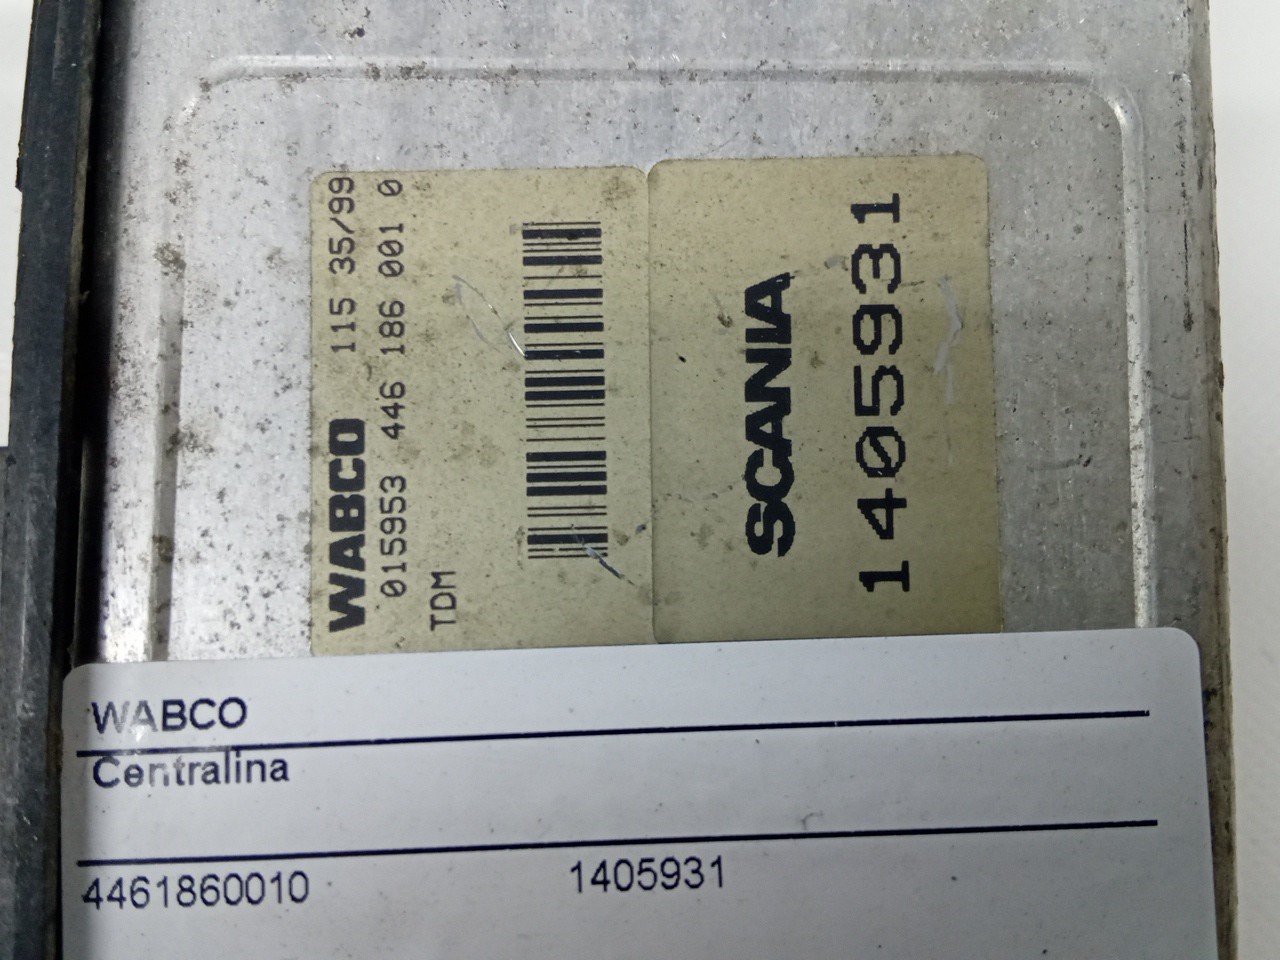 WABCO 115 35/99
015953 446 186 001 0
TDM
SCANIA
1405931
WABCO
Centralina
4461860010 1405931